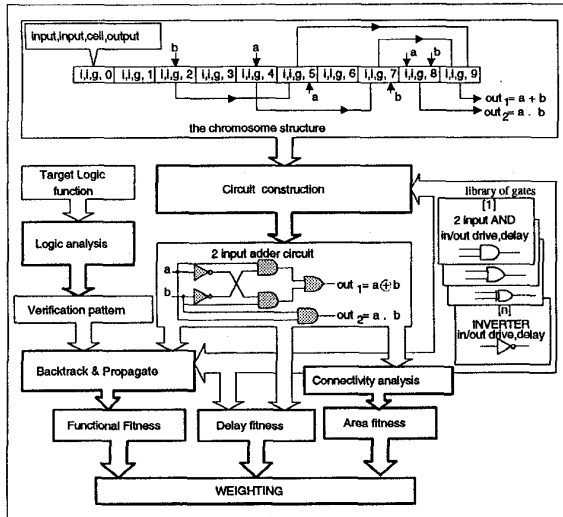 input,input,cell,output
b
a
a
b
i,i,g, 0 i,i,g, 1 i,i,g, 2 i,i,g, 3 i,i,g, 4 i,i,g, 5 i,i,g, 6 i,i,g, 7 i,i,g, 8 i,i,g, 9
a
b
out 1= a + b
out 2= a . b
the chromosome structure
Target Logic
function
Circuit construction
library of gates
[1]
2 input AND
in/out drive,delay
Logic analysis
2 input adder circuit
a
b
out 1= a ⊕ b
out 2= a . b
[n]
INVERTER
in/out drive,delay
Verification pattern
Backtrack & Propagate
Connectivity analysis
Functional Fitness
Delay fitness
Area fitness
WEIGHTING